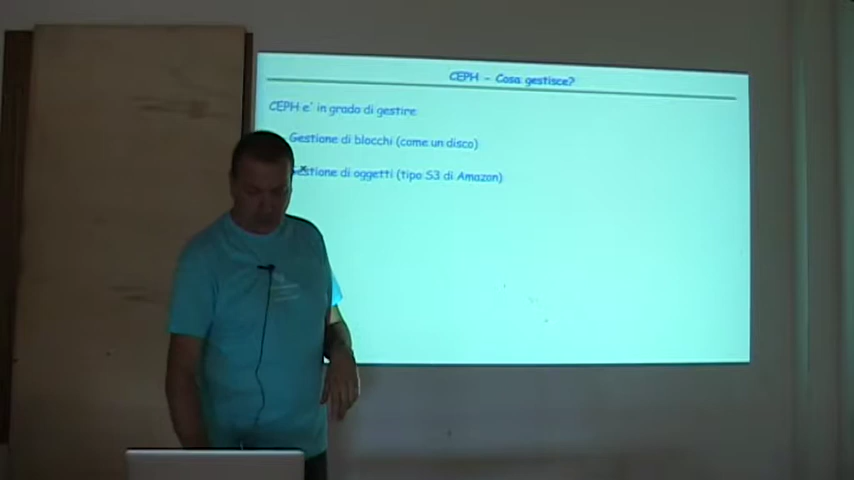 CEPH - Cosa gestisce?
CEPH e' in grado di gestire
Gestione di blocchi (come un disco)
Gestione di oggetti (tipo S3 di Amazon)